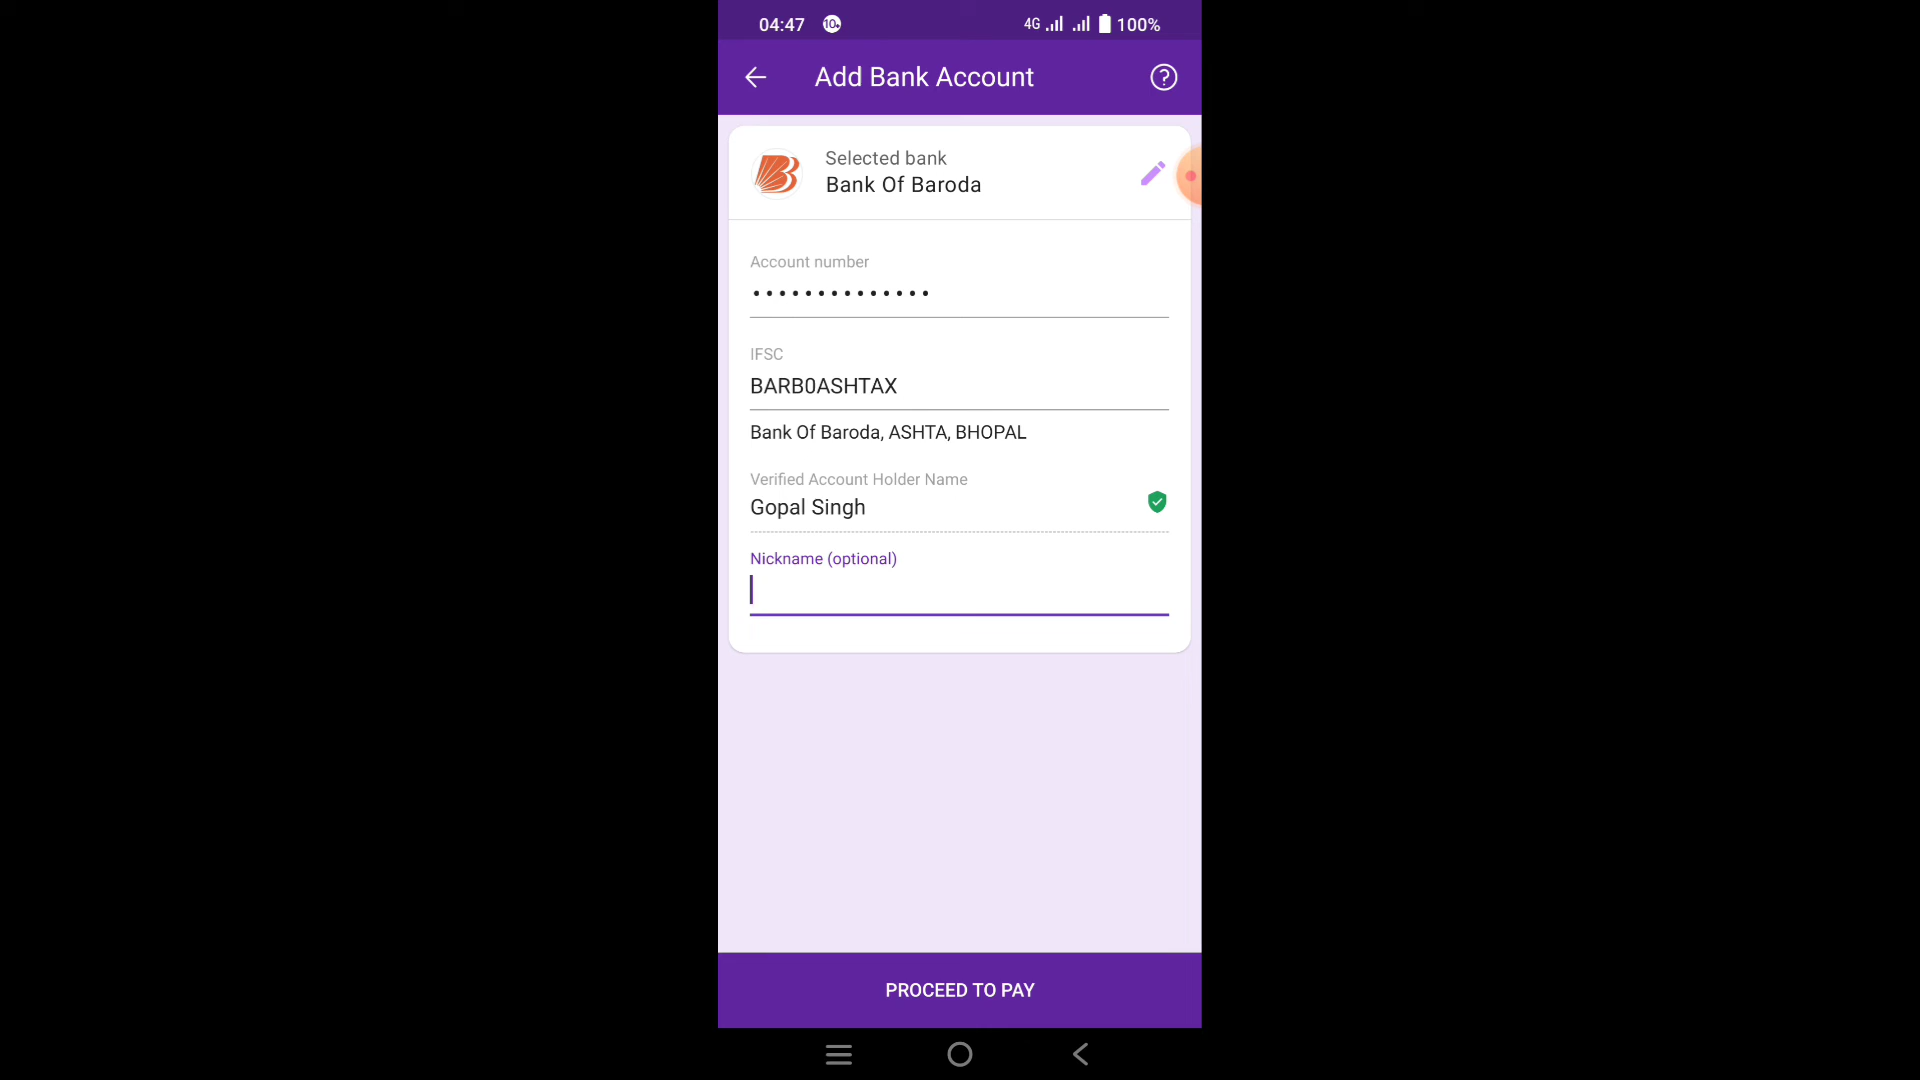 04:47
4G 100%
Add Bank Account
Selected bank
Bank Of Baroda
Account number
••••••••••••••
IFSC
BARB0ASHTAX
Bank Of Baroda, ASHTA, BHOPAL
Verified Account Holder Name
Gopal Singh
Nickname (optional)
PROCEED TO PAY